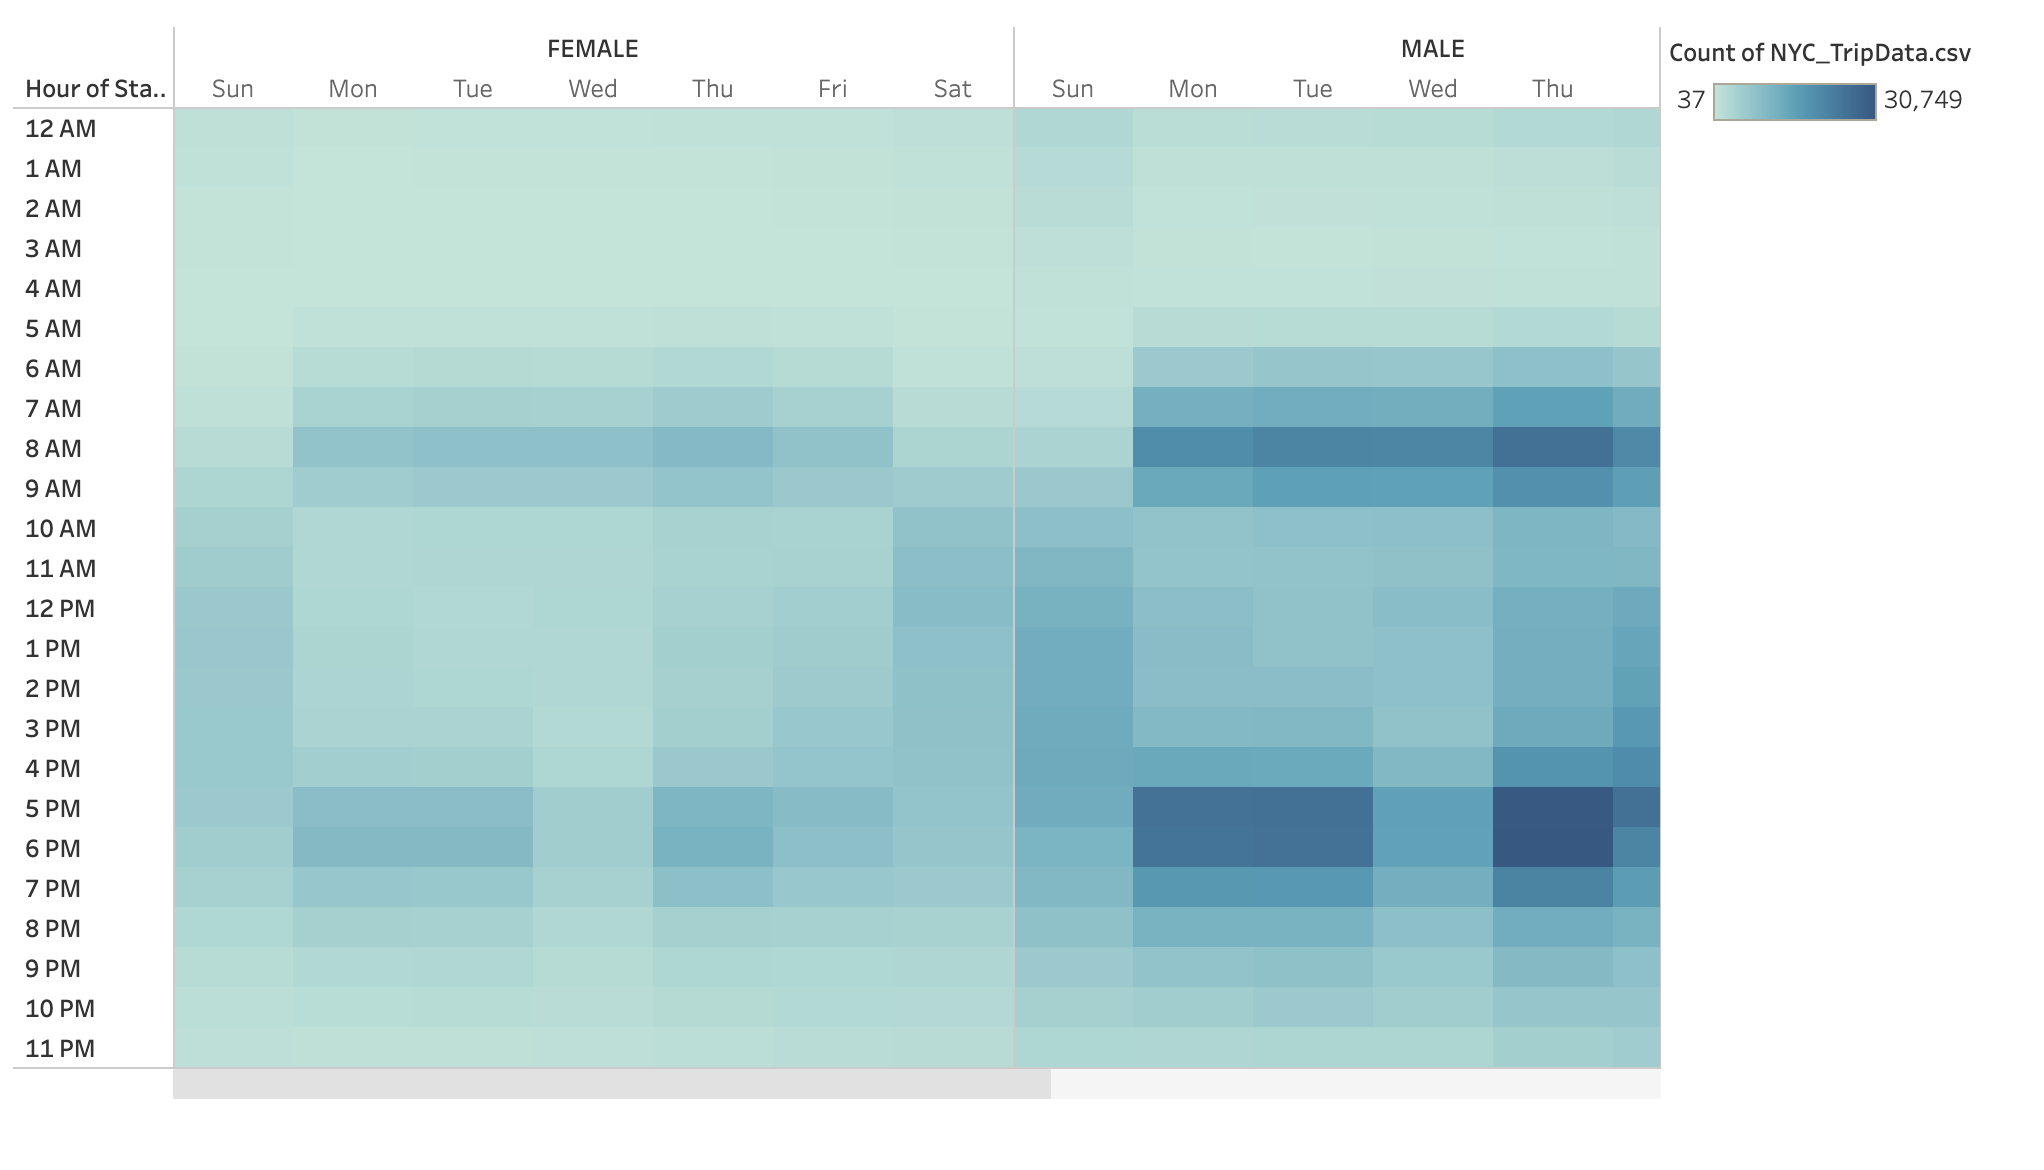 FEMALE MALE
Hour of Sta.. Sun Mon Tue Wed Thu Fri Sat Sun Mon Tue Wed Thu
Count of NYC_TripData.csv
37 30,749
12 AM
1 AM
2 AM
3 AM
4 AM
5 AM
6 AM
7 AM
8 AM
9 AM
10 AM
11 AM
12 PM
1 PM
2 PM
3 PM
4 PM
5 PM
6 PM
7 PM
8 PM
9 PM
10 PM
11 PM